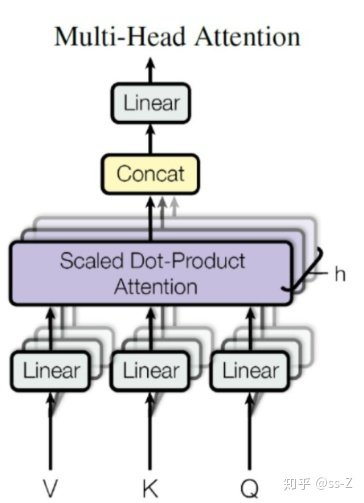 Multi-Head Attention
Linear
Concat
Scaled Dot-Product
Attention
h
Linear Linear Linear
V K Q
知乎 @ss-Z